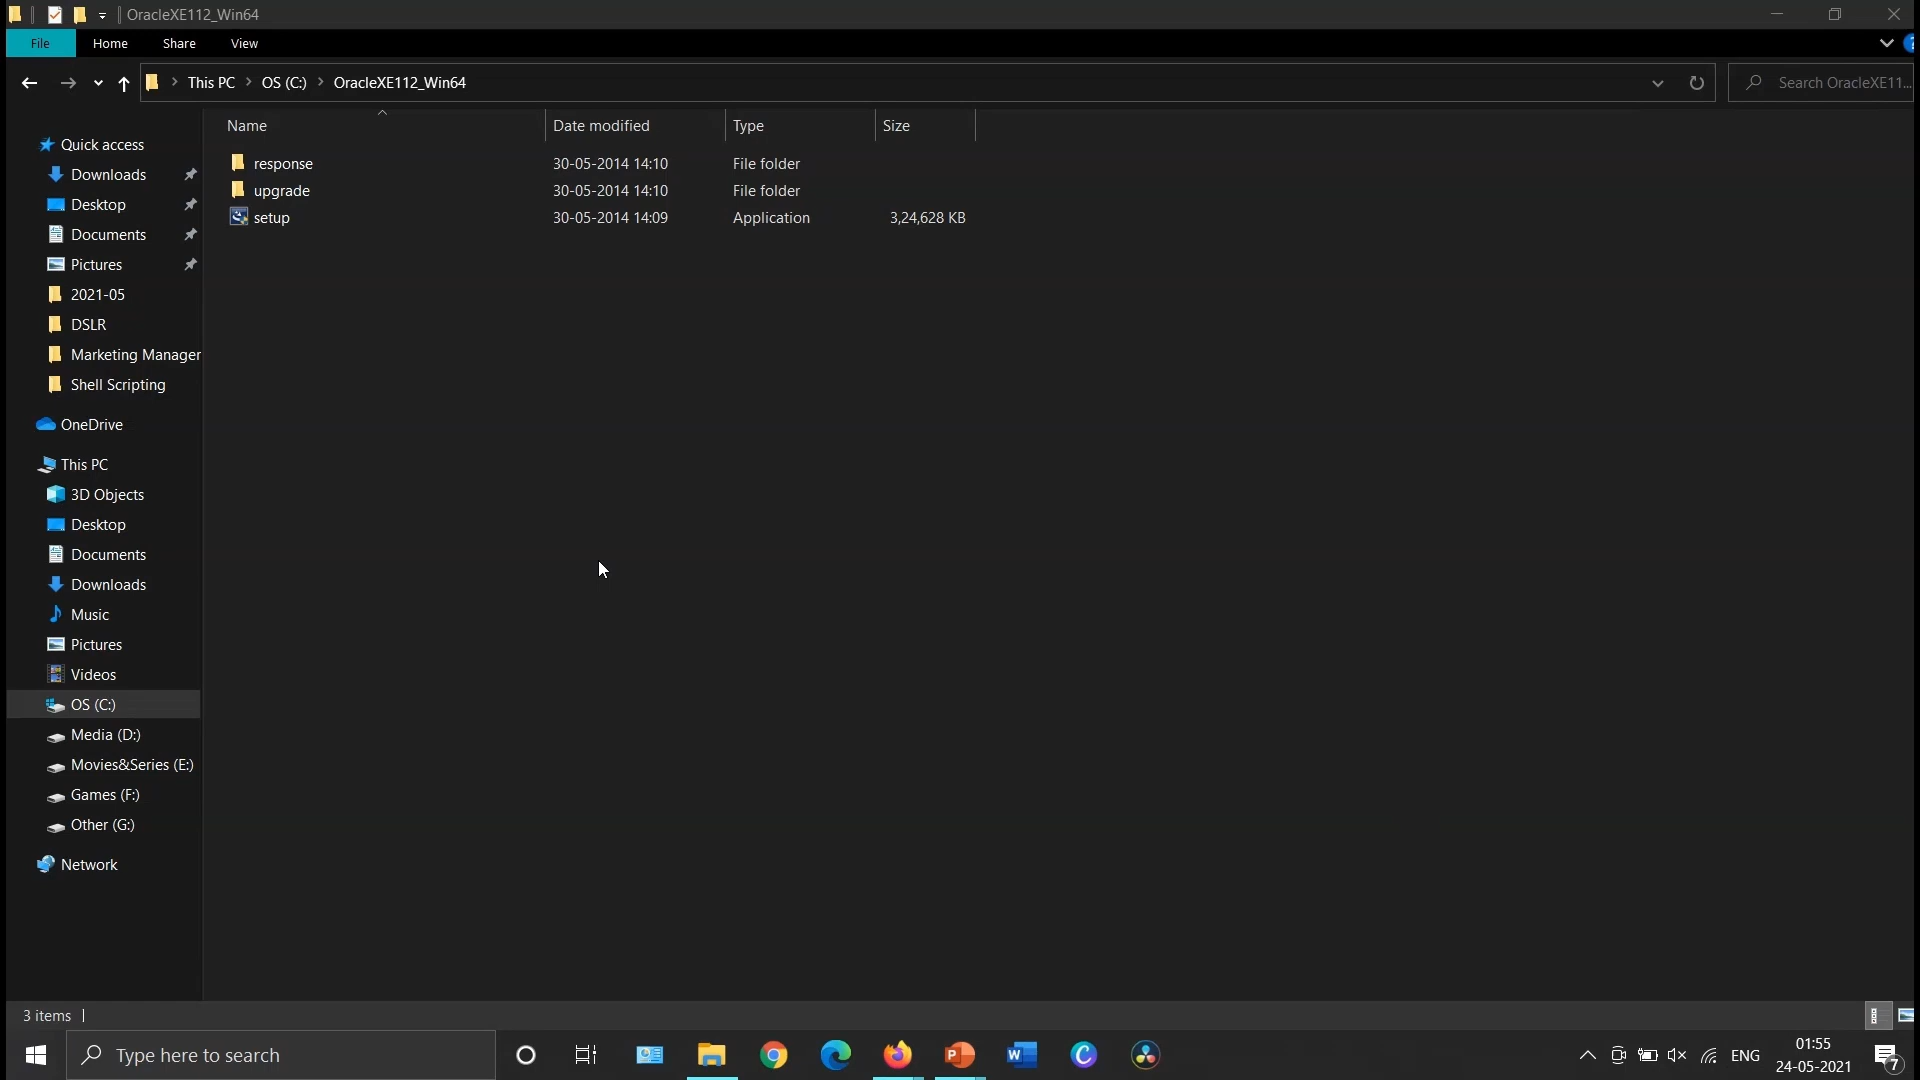 OracleXE112_Win64
File Home Share View
This PC OS (C:) OracleXE112_Win64
Search OracleXE11...
Name Date modified Type Size
response 30-05-2014 14:10 File folder
upgrade 30-05-2014 14:10 File folder
setup 30-05-2014 14:09 Application 3,24,628 KB
Quick access
Downloads
Desktop
Documents
Pictures
2021-05
DSLR
Marketing Manager
Shell Scripting
OneDrive
This PC
3D Objects
Desktop
Documents
Downloads
Music
Pictures
Videos
OS (C:)
Media (D:)
Movies&Series (E:)
Games (F:)
Other (G:)
Network
3 items
Type here to search
ENG
01:55
24-05-2021
7